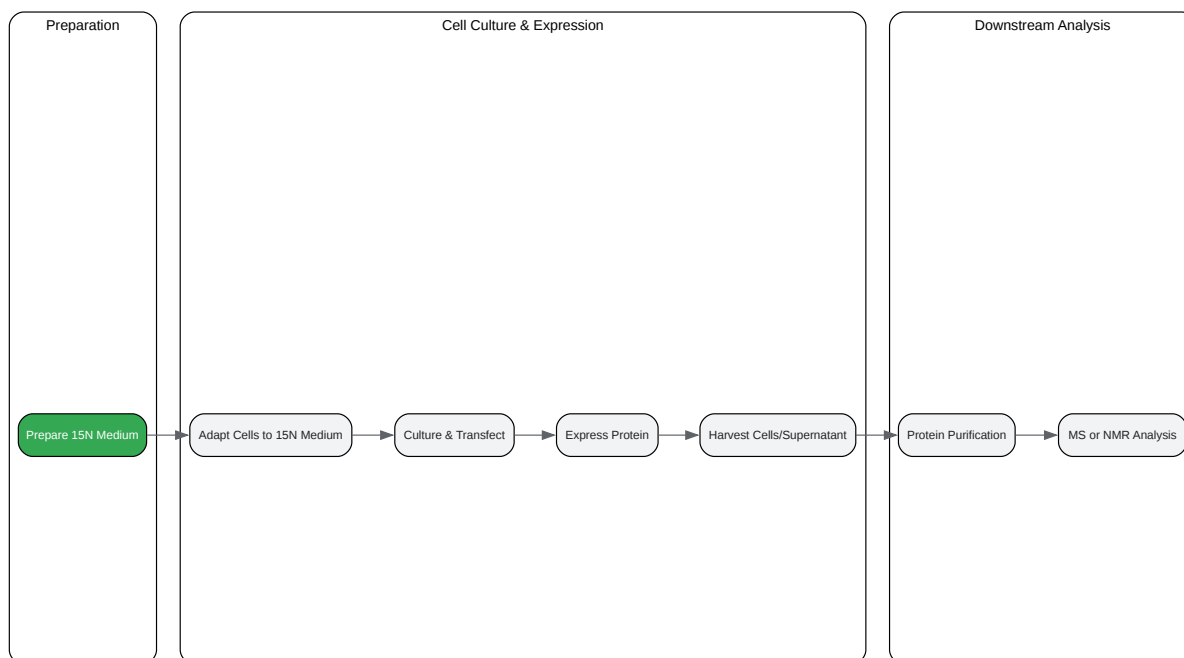 Preparation
Cell Culture & Expression
Downstream Analysis
Prepare 15N Medium
Adapt Cells to 15N Medium
Culture & Transfect
Express Protein
Harvest Cells/Supernatant
Protein Purification
MS or NMR Analysis